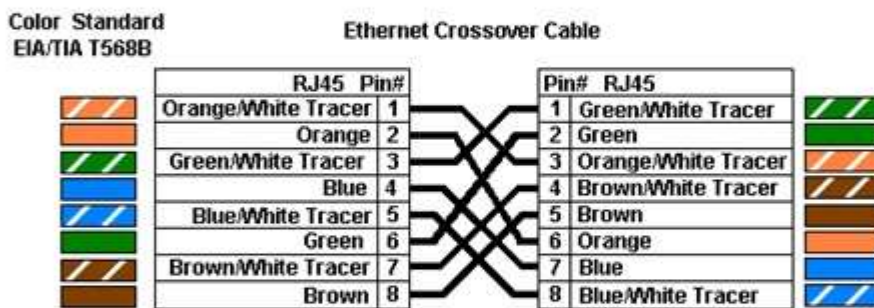 Color Standard
EIA/TIA T568B
Ethernet Crossover Cable
RJ45 Pin#
Orange/White Tracer 1
Orange 2
Green/White Tracer 3
Blue 4
Blue/White Tracer 5
Green 6
Brown/White Tracer 7
Brown 8
Pin# RJ45
1 Green/White Tracer
2 Green
3 Orange/White Tracer
4 Brown/White Tracer
5 Brown
6 Orange
7 Blue
8 Blue/White Tracer